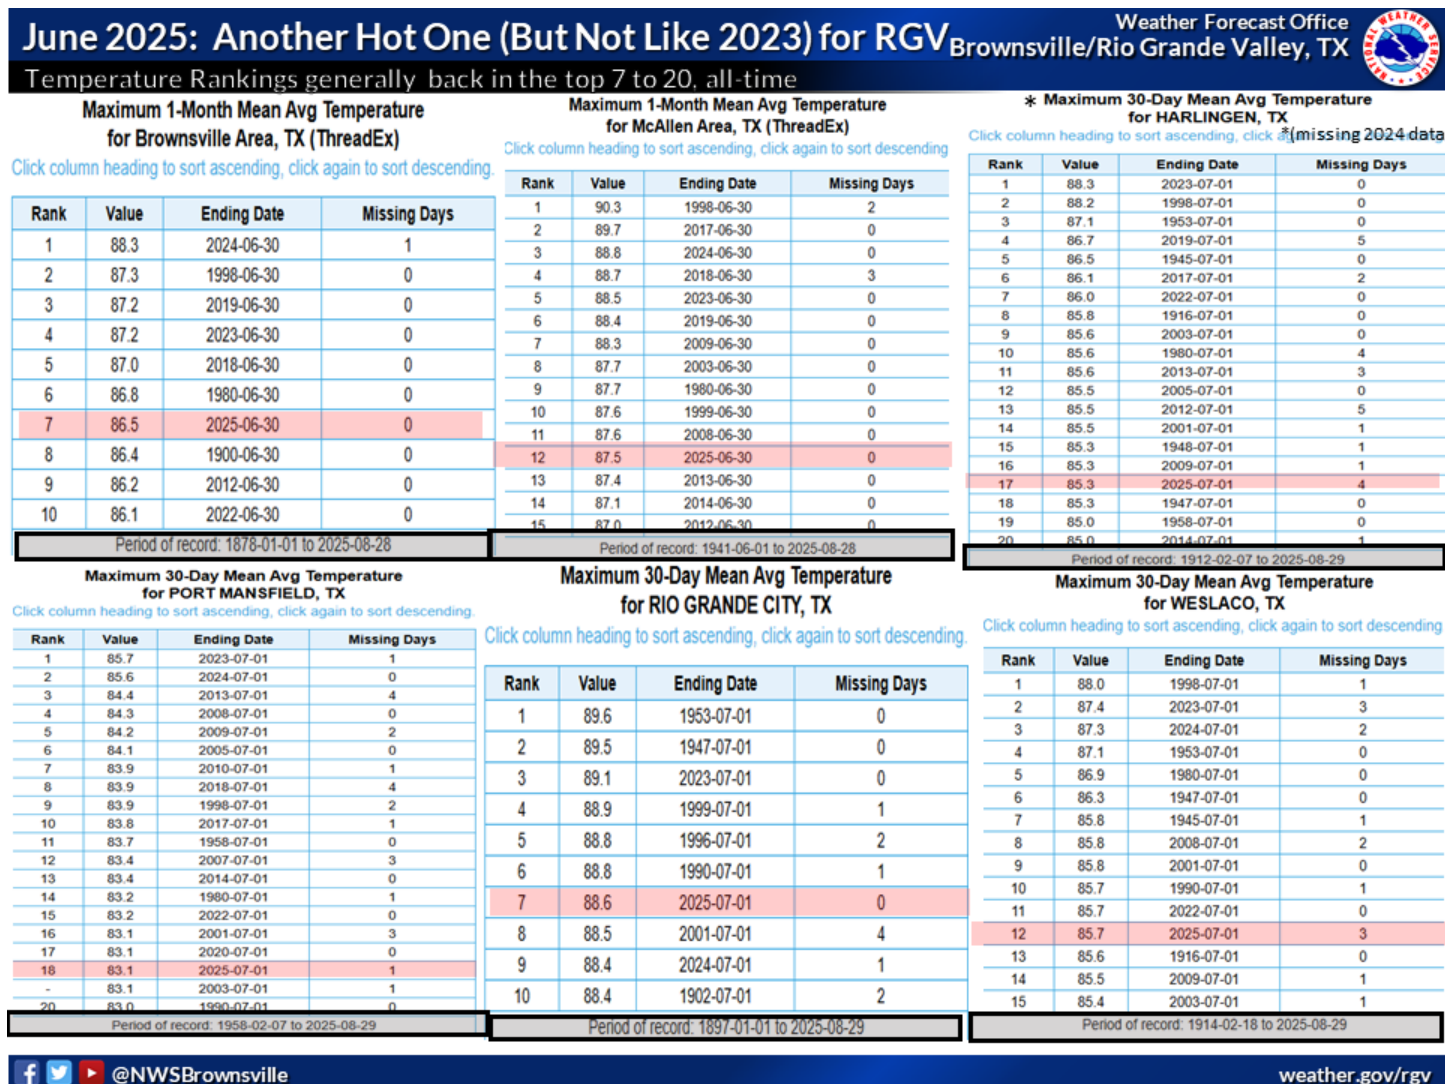 June 2025: Another Hot One (But Not Like 2023) for RGV
Weather Forecast Office
Brownsville/Rio Grande Valley, TX
Temperature Rankings generally back in the top 7 to 20, all-time
Maximum 1-Month Mean Avg Temperature
for Brownsville Area, TX (ThreadEx)
Click column heading to sort ascending, click again to sort descending.
Rank Value Ending Date Missing Days
1 88.3 2024-06-30 1
2 87.3 1998-06-30 0
3 87.2 2019-06-30 0
4 87.2 2023-06-30 0
5 87.0 2018-06-30 0
6 86.8 1980-06-30 0
7 86.5 2025-06-30 0
8 86.4 1900-06-30 0
9 86.2 2012-06-30 0
10 86.1 2022-06-30 0
Period of record: 1878-01-01 to 2025-08-28
Maximum 1-Month Mean Avg Temperature
for McAllen Area, TX (ThreadEx)
Click column heading to sort ascending, click again to sort descending
Rank Value Ending Date Missing Days
1 90.3 1998-06-30 2
2 89.7 2017-06-30 0
3 88.8 2024-06-30 0
4 88.7 2018-06-30 3
5 88.5 2023-06-30 0
6 88.4 2019-06-30 0
7 88.3 2009-06-30 0
8 87.7 2003-06-30 0
9 87.7 1980-06-30 0
10 87.6 1999-06-30 0
11 87.6 2008-06-30 0
12 87.5 2025-06-30 0
13 87.4 2013-06-30 0
14 87.1 2014-06-30 0
15 87.0 2012-06-30 0
Period of record: 1941-06-01 to 2025-08-28
* Maximum 30-Day Mean Avg Temperature
for HARLINGEN, TX
Click column heading to sort ascending, click
*(missing 2024 data
Rank Value Ending Date Missing Days
1 88.3 2023-07-01 0
2 88.2 1998-07-01 0
3 87.1 1953-07-01 0
4 86.7 2019-07-01 5
5 86.5 1945-07-01 0
6 86.1 2017-07-01 2
7 86.0 2022-07-01 0
8 85.8 1916-07-01 0
9 85.6 2003-07-01 0
10 85.6 1980-07-01 4
11 85.6 2013-07-01 3
12 85.5 2005-07-01 0
13 85.5 2012-07-01 5
14 85.5 2001-07-01 1
15 85.3 1948-07-01 1
16 85.3 2009-07-01 1
17 85.3 2025-07-01 4
18 85.3 1947-07-01 0
19 85.0 1958-07-01 0
20 85.0 2014-07-01 1
Period of record: 1912-02-07 to 2025-08-29
Maximum 30-Day Mean Avg Temperature
for PORT MANSFIELD, TX
Click column heading to sort ascending, click again to sort descending.
Rank Value Ending Date Missing Days
1 85.7 2023-07-01 1
2 85.6 2024-07-01 0
3 84.4 2013-07-01 4
4 84.3 2008-07-01 0
5 84.2 2009-07-01 2
6 84.1 2005-07-01 0
7 83.9 2010-07-01 1
8 83.9 2018-07-01 4
9 83.9 1998-07-01 2
10 83.8 2017-07-01 1
11 83.7 1958-07-01 0
12 83.4 2007-07-01 3
13 83.4 2014-07-01 0
14 83.2 1980-07-01 1
15 83.2 2022-07-01 0
16 83.1 2001-07-01 3
17 83.1 2020-07-01 0
18 83.1 2025-07-01 1
- 83.1 2003-07-01 1
20 83.0 1990-07-01 0
Period of record: 1958-02-07 to 2025-08-29
Maximum 30-Day Mean Avg Temperature
for RIO GRANDE CITY, TX
Click column heading to sort ascending, click again to sort descending.
Rank Value Ending Date Missing Days
1 89.6 1953-07-01 0
2 89.5 1947-07-01 0
3 89.1 2023-07-01 0
4 88.9 1999-07-01 1
5 88.8 1996-07-01 2
6 88.8 1990-07-01 1
7 88.6 2025-07-01 0
8 88.5 2001-07-01 4
9 88.4 2024-07-01 1
10 88.4 1902-07-01 2
Period of record: 1897-01-01 to 2025-08-29
Maximum 30-Day Mean Avg Temperature
for WESLACO, TX
Click column heading to sort ascending, click again to sort descending
Rank Value Ending Date Missing Days
1 88.0 1998-07-01 1
2 87.4 2023-07-01 3
3 87.3 2024-07-01 2
4 87.1 1953-07-01 0
5 86.9 1980-07-01 0
6 86.3 1947-07-01 0
7 85.8 1945-07-01 1
8 85.8 2008-07-01 2
9 85.8 2001-07-01 0
10 85.7 1990-07-01 1
11 85.7 2022-07-01 0
12 85.7 2025-07-01 3
13 85.6 1916-07-01 0
14 85.5 2009-07-01 1
15 85.4 2003-07-01 1
Period of record: 1914-02-18 to 2025-08-29
@NWSBrownsville
weather.gov/rgv